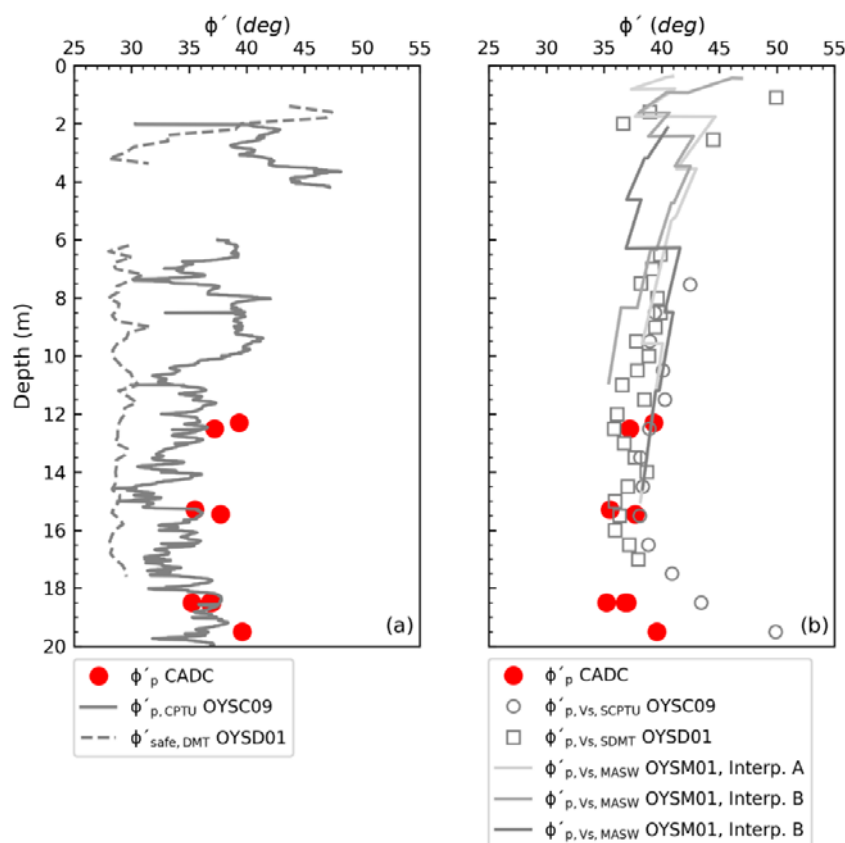 ϕ´ (deg)
25 30 35 40 45 50 55
0
2
4
6
8
10
12
14
16
18
20
Depth (m)
(a)
ϕ´p CADC
ϕ´p, CPTU OYSC09
ϕ´safe, DMT OYSD01
ϕ´ (deg)
25 30 35 40 45 50 55
(b)
ϕ´p CADC
ϕ´p, Vs, SCPTU OYSC09
ϕ´p, Vs, SDMT OYSD01
ϕ´p, Vs, MASW OYSM01, Interp. A
ϕ´p, Vs, MASW OYSM01, Interp. B
ϕ´p, Vs, MASW OYSM01, Interp. B